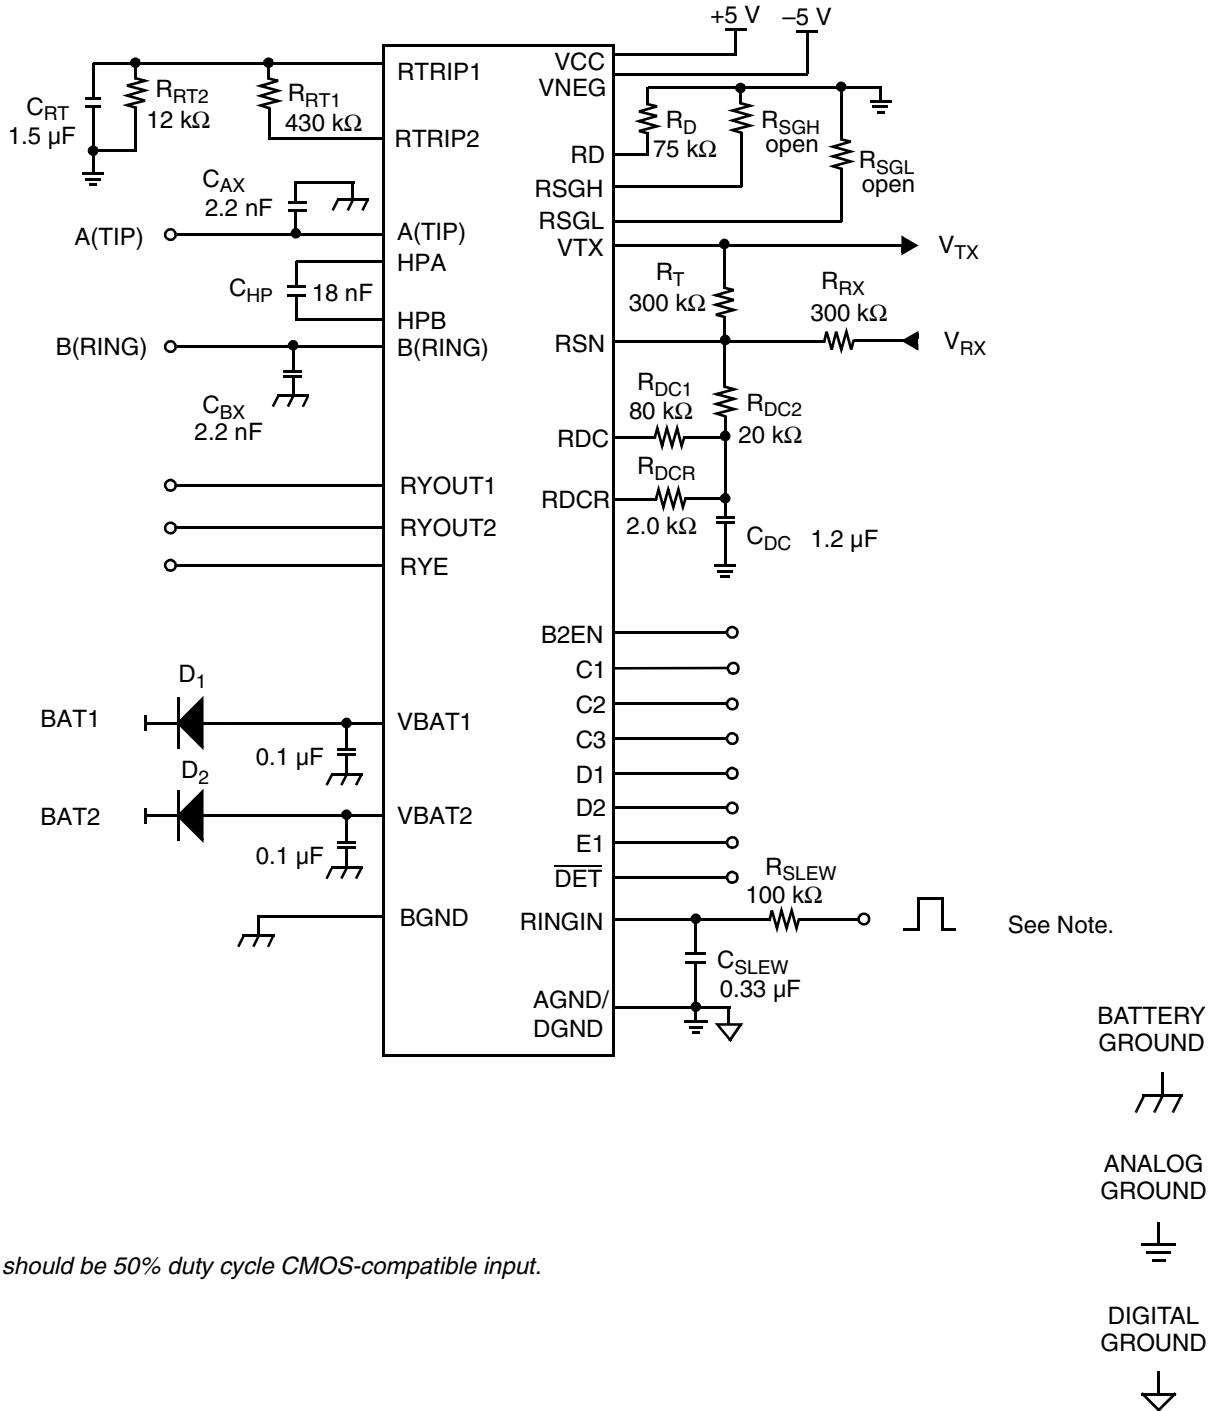 +5 V
–5 V
RTRIP1
VCC
VNEG
CRT
1.5 µF
RRT2
12 kΩ
RRT1
430 kΩ
RTRIP2
RD
75 kΩ
RSGH
open
RSGL
open
RD
RSGH
RSGL
CAX
2.2 nF
A(TIP)
A(TIP)
HPA
VTX
VTX
CHP
18 nF
HPB
RT
300 kΩ
RRX
300 kΩ
B(RING)
B(RING)
RSN
VRX
CBX
2.2 nF
RDC1
80 kΩ
RDC2
20 kΩ
RDC
RDCR
2.0 kΩ
RDCR
CDC 1.2 µF
RYOUT1
RYOUT2
RYE
B2EN
C1
C2
C3
D1
D2
E1
DET
D1
BAT1
VBAT1
0.1 µF
D2
BAT2
VBAT2
0.1 µF
BGND
RINGIN
RSLEW
100 kΩ
See Note.
CSLEW
0.33 µF
AGND/
DGND
BATTERY
GROUND
ANALOG
GROUND
should be 50% duty cycle CMOS-compatible input.
DIGITAL
GROUND